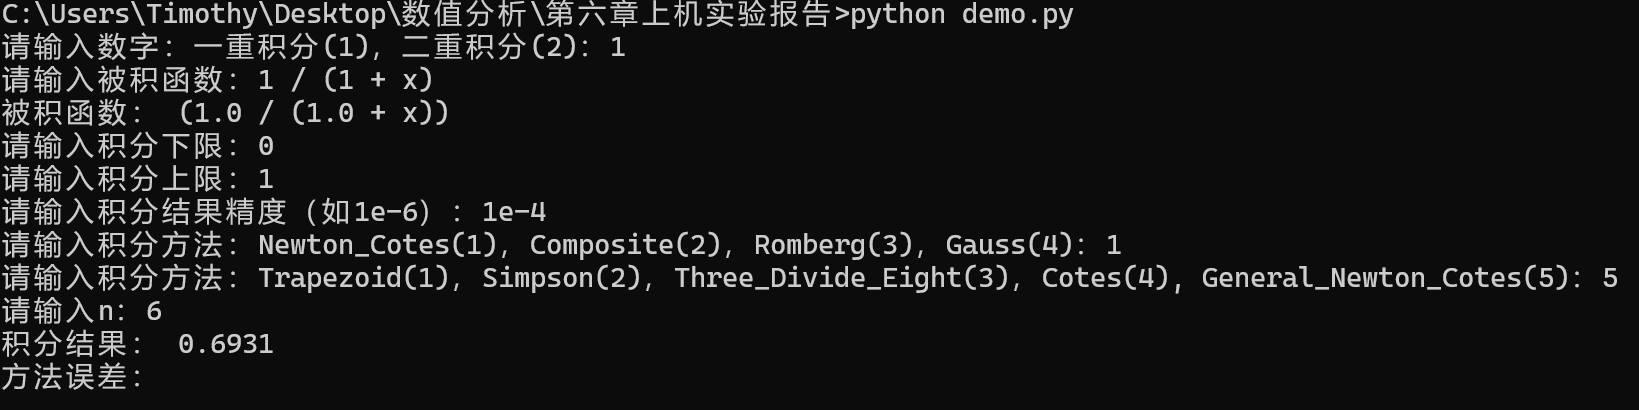 C:\Users\Timothy\Desktop\数值分析\第六章上机实验报告>python demo.py
请输入数字：一重积分(1)，二重积分(2)：1
请输入被积函数：1 / (1 + x)
被积函数： (1.0 / (1.0 + x))
请输入积分下限：0
请输入积分上限：1
请输入积分结果精度（如1e-6）：1e-4
请输入积分方法：Newton_Cotes(1)，Composite(2)，Romberg(3)，Gauss(4)：1
请输入积分方法：Trapezoid(1)，Simpson(2)，Three_Divide_Eight(3)，Cotes(4), General_Newton_Cotes(5)：5
请输入n：6
积分结果： 0.6931
方法误差：